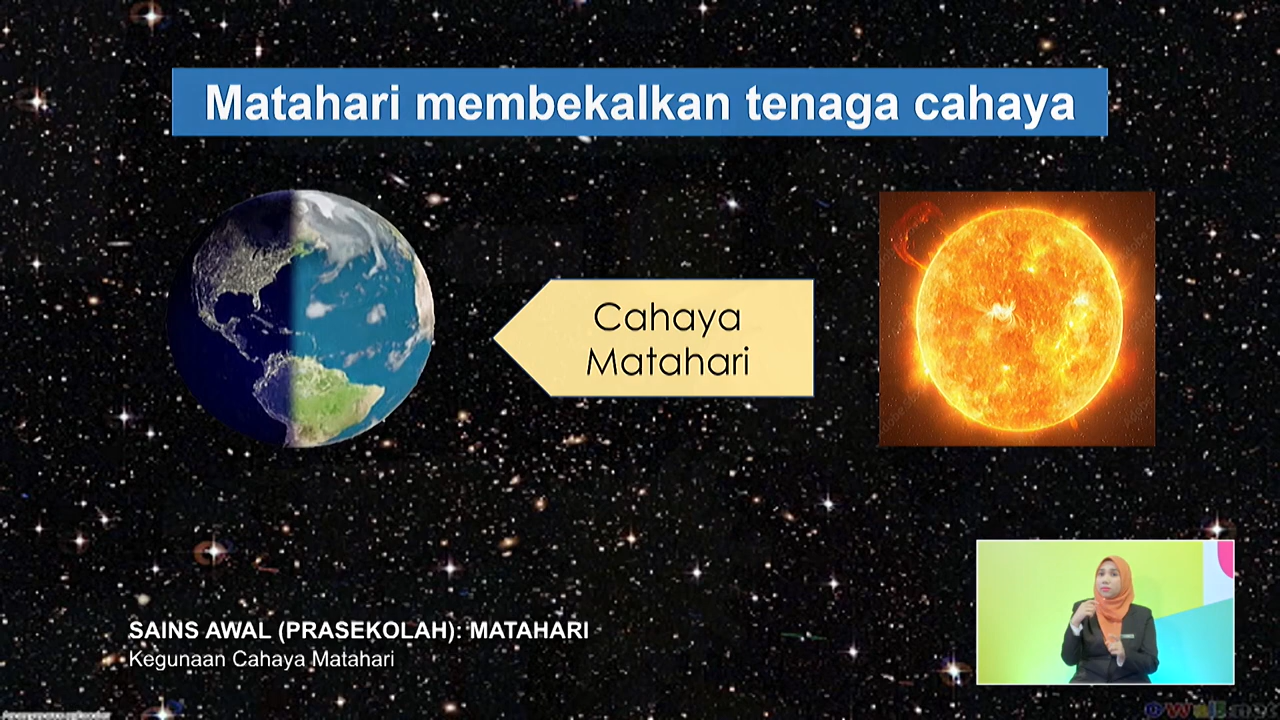 Matahari membekalkan tenaga cahaya
Cahaya
Matahari
SAINS AWAL (PRASEKOLAH): MATAHARI
Kegunaan Cahaya Matahari